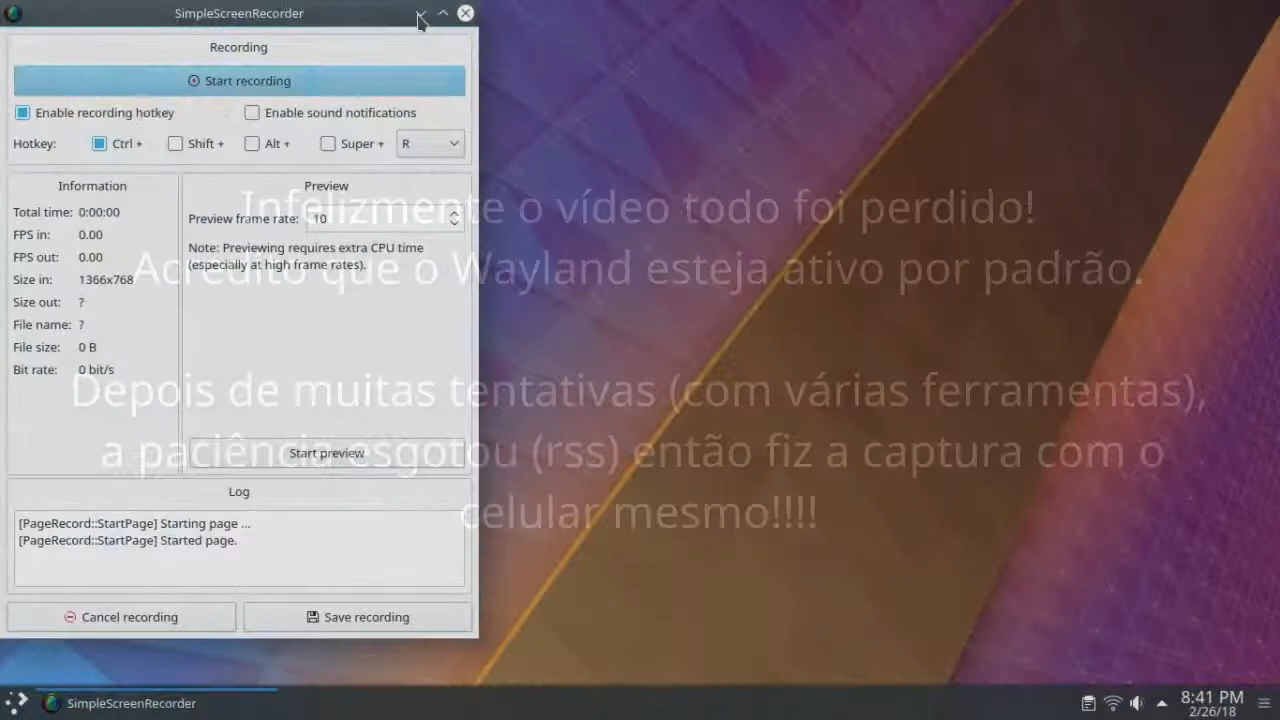 SimpleScreenRecorder
Recording
Start recording
Enable recording hotkey
Enable sound notifications
Hotkey:
Ctrl +
Shift +
Alt +
Super +
R
Information
Total time: 0:00:00
FPS in: 0.00
FPS out: 0.00
Size in: 1366x768
Size out: ?
File name: ?
File size: 0 B
Bit rate: 0 bit/s
Preview
Preview frame rate: 10
Note: Previewing requires extra CPU time
(especially at high frame rates).
Start preview
Infelizmente o vídeo todo foi perdido!
Acredito que o Wayland esteja ativo por padrão.
Depois de muitas tentativas (com várias ferramentas),
a paciência esgotou (rss) então fiz a captura com o
celular mesmo!!!!
Log
[PageRecord::StartPage] Starting page ...
[PageRecord::StartPage] Started page.
Cancel recording
Save recording
SimpleScreenRecorder
8:41 PM
2/26/18